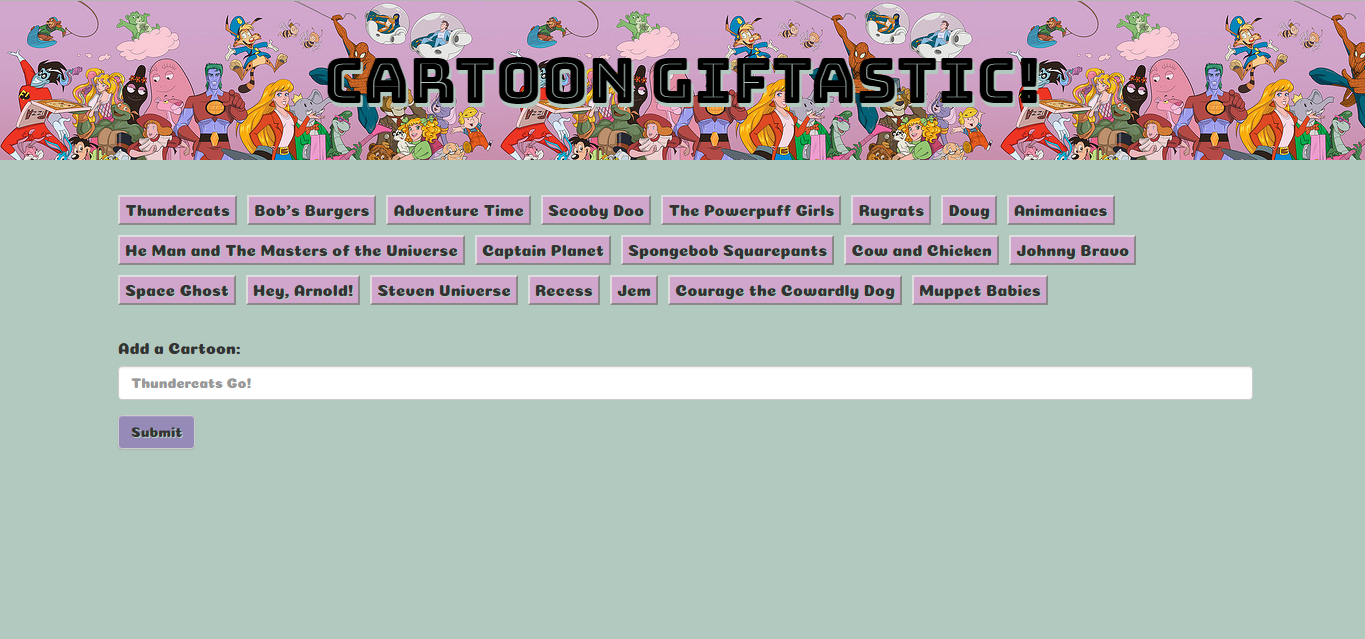 CARTOON GIFTASTIC!
Thundercats Bob's Burgers Adventure Time Scooby Doo The Powerpuff Girls Rugrats Doug Animaniacs
He Man and The Masters of the Universe Captain Planet Spongebob Squarepants Cow and Chicken Johnny Bravo
Space Ghost Hey, Arnold! Steven Universe Recess Jem Courage the Cowardly Dog Muppet Babies
Add a Cartoon:
Thundercats Go!
Submit